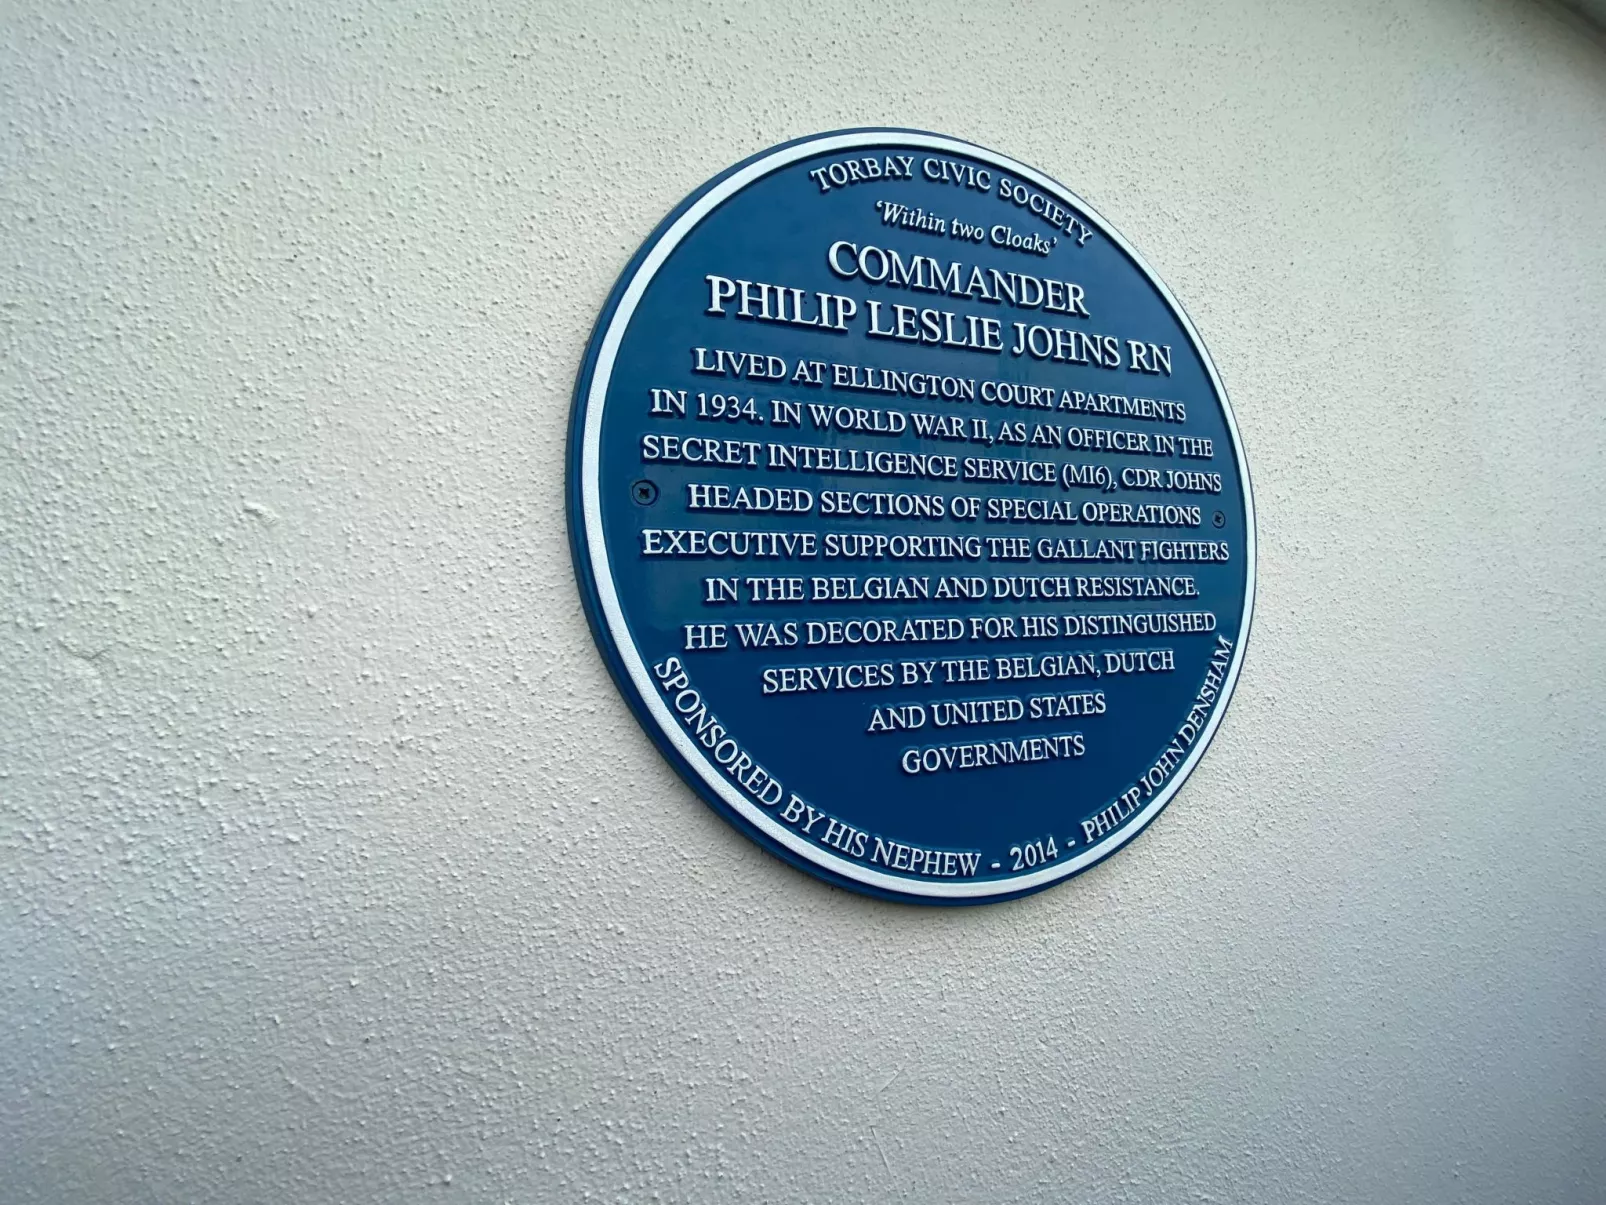 TORBAY CIVIC SOCIETY
'Within two Cloaks'
COMMANDER
PHILIP LESLIE JOHNS RN
LIVED AT ELLINGTON COURT APARTMENTS
IN 1934. IN WORLD WAR II, AS AN OFFICER IN THE
SECRET INTELLIGENCE SERVICE (MI6), CDR JOHNS
HEADED SECTIONS OF SPECIAL OPERATIONS
EXECUTIVE SUPPORTING THE GALLANT FIGHTERS
IN THE BELGIAN AND DUTCH RESISTANCE.
HE WAS DECORATED FOR HIS DISTINGUISHED
SERVICES BY THE BELGIAN, DUTCH
AND UNITED STATES
GOVERNMENTS
SPONSORED BY HIS NEPHEW - 2014 - PHILIP JOHN DENSHAM